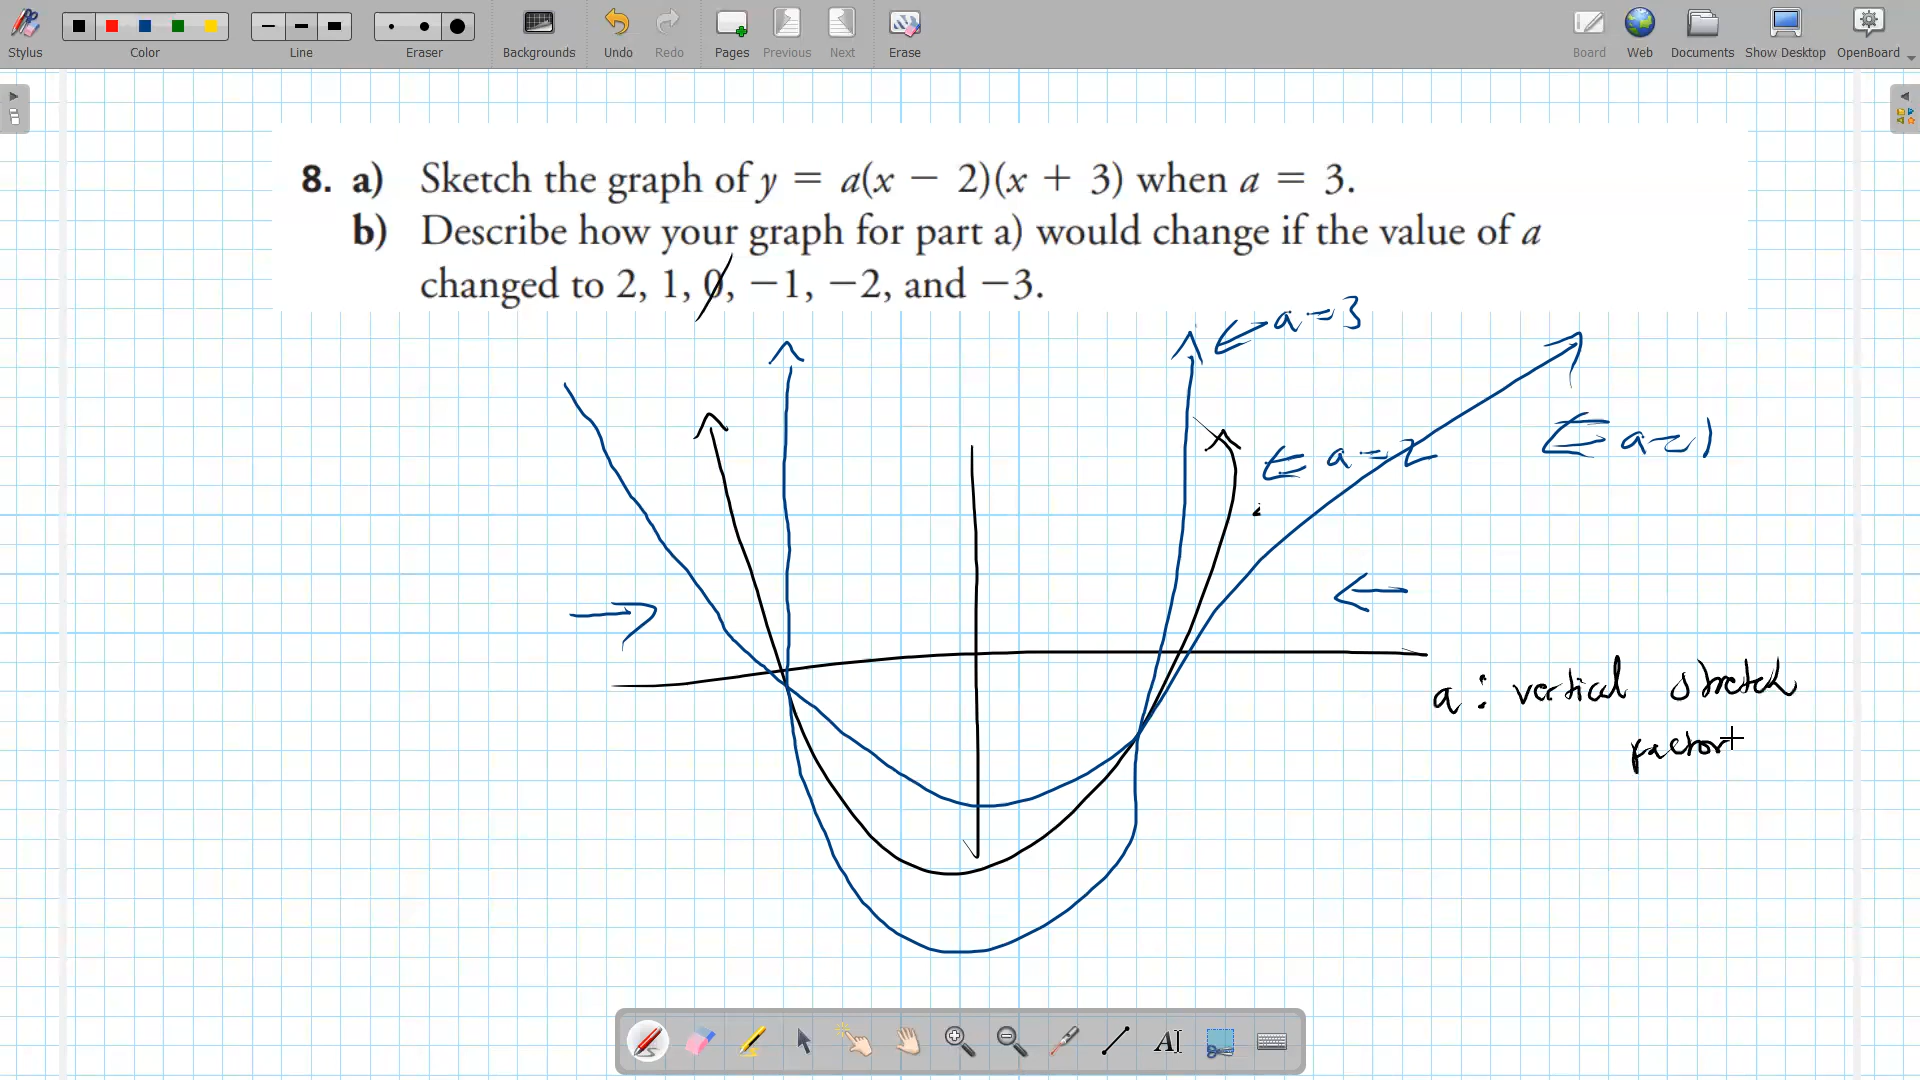 Stylus Color Line Eraser Backgrounds Undo Redo Pages Previous Next Erase Board Web Documents Show Desktop OpenBoard
8. a) Sketch the graph of y = a(x − 2)(x + 3) when a = 3.
b) Describe how your graph for part a) would change if the value of a
changed to 2, 1, 0, −1, −2, and −3.
a = 3
a = 2
a = 1
a : vertical stretch
factor